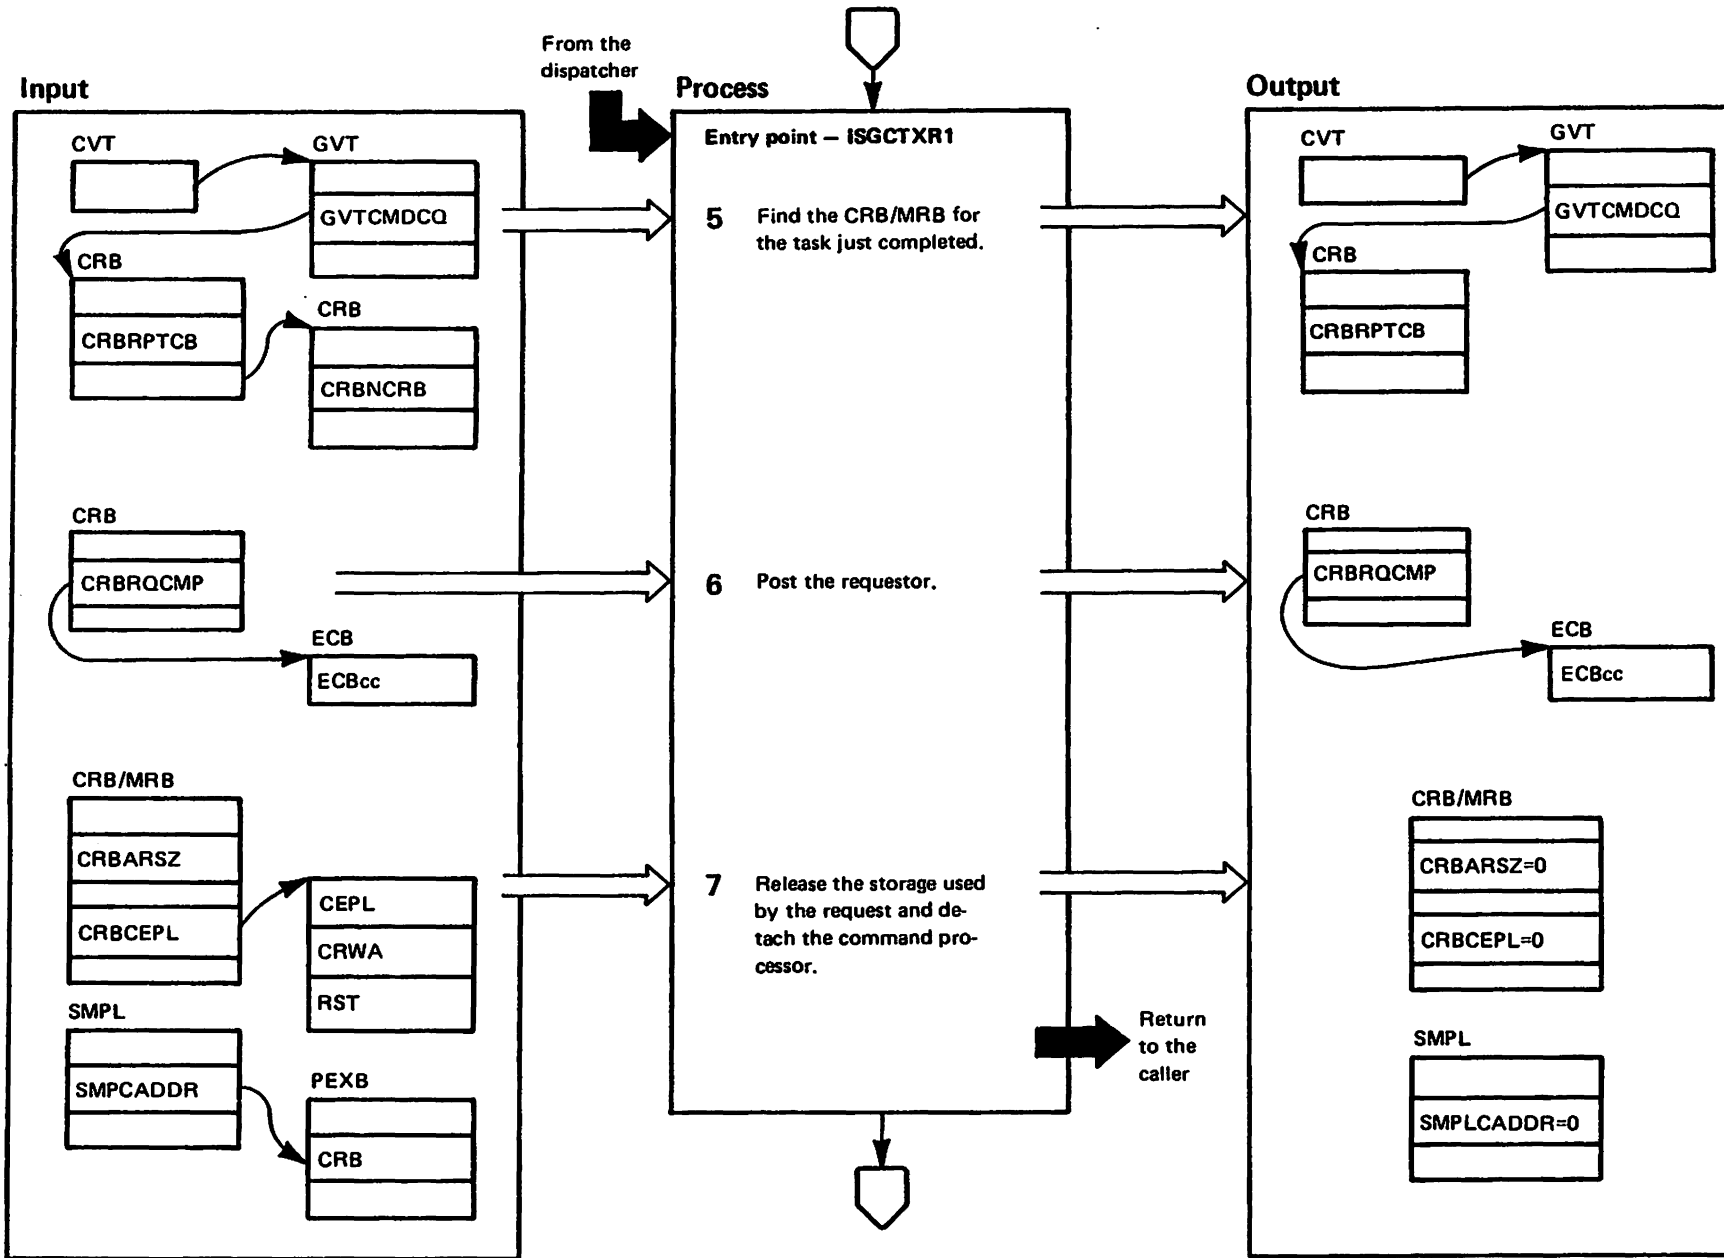 From the
dispatcher
Input
Process
Output
CVT
GVT
GVTCMDCQ
CRB
CRBRPTCB
CRB
CRBNCRB
CRB
CRBRQCMP
ECB
ECBcc
CRB/MRB
CRBARSZ
CRBCEPL
CEPL
CRWA
RST
SMPL
SMPCADDR
PEXB
CRB
Entry point — ISGCTXR1
5 Find the CRB/MRB for
the task just completed.
6 Post the requestor.
7 Release the storage used
by the request and de-
tach the command pro-
cessor.
Return
to the
caller
CVT
GVT
GVTCMDCQ
CRB
CRBRPTCB
CRB
CRBRQCMP
ECB
ECBcc
CRB/MRB
CRBARSZ=0
CRBCEPL=0
SMPL
SMPLCADDR=0